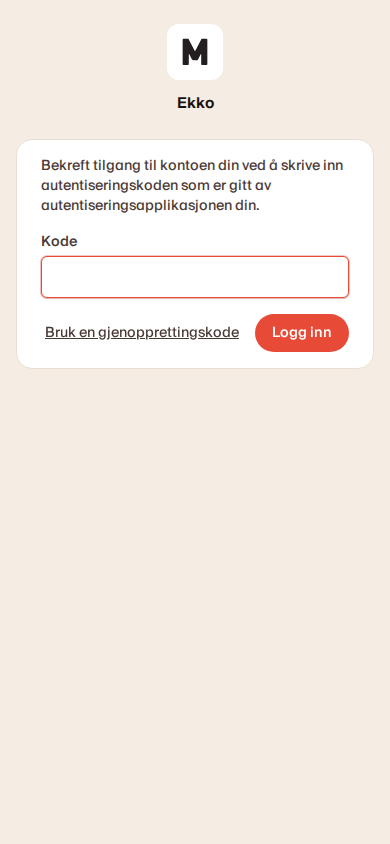 M
Ekko
Bekreft tilgang til kontoen din ved å skrive inn
autentiseringskoden som er gitt av
autentiseringsapplikasjonen din.
Kode
Bruk en gjenopprettingskode
Logg inn